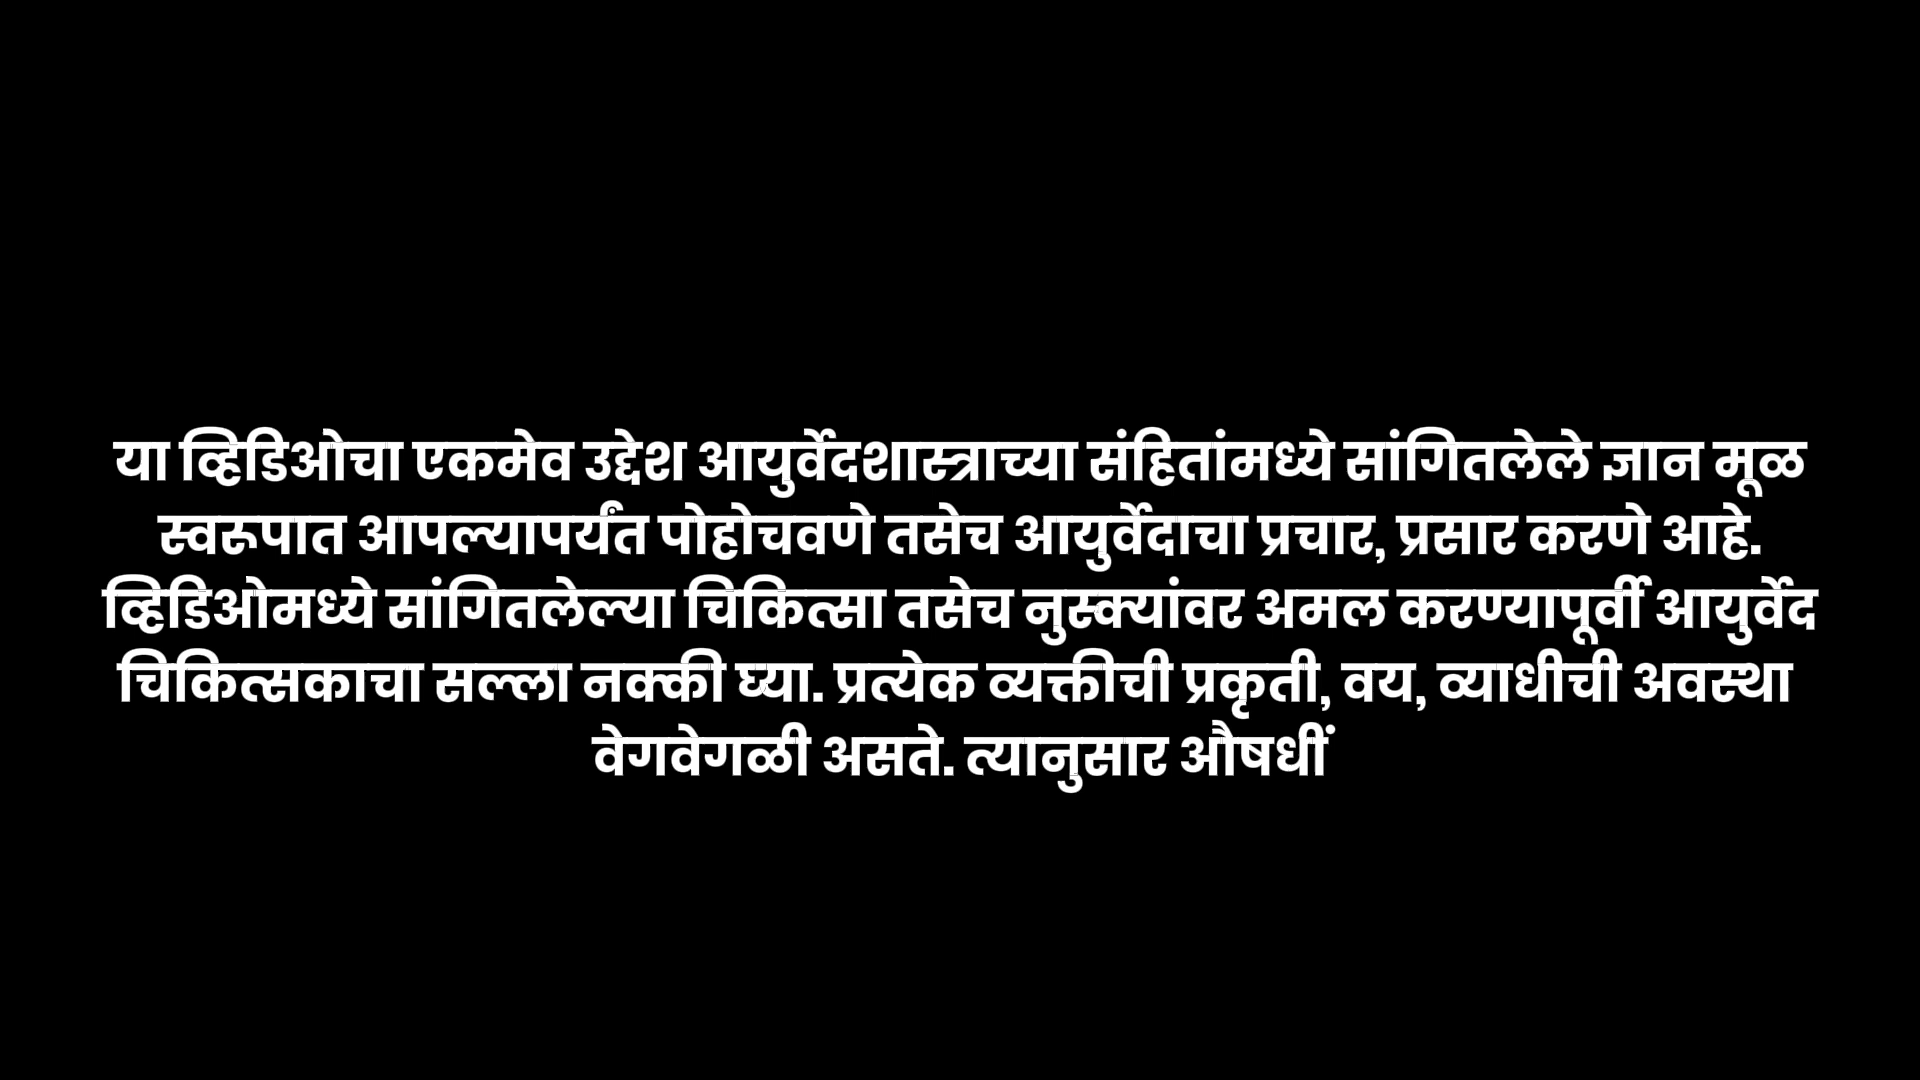 या व्हिडिओचा एकमेव उद्देश आयुर्वेदशास्त्राच्या संहितांमध्ये सांगितलेले ज्ञान मूळ
स्वरूपात आपल्यापर्यंत पोहोचवणे तसेच आयुर्वेदाचा प्रचार, प्रसार करणे आहे.
व्हिडिओमध्ये सांगितलेल्या चिकित्सा तसेच नुस्क्यांवर अमल करण्यापूर्वी आयुर्वेद
चिकित्सकाचा सल्ला नक्की घ्या. प्रत्येक व्यक्तीची प्रकृती, वय, व्याधीची अवस्था
वेगवेगळी असते. त्यानुसार औषधीं